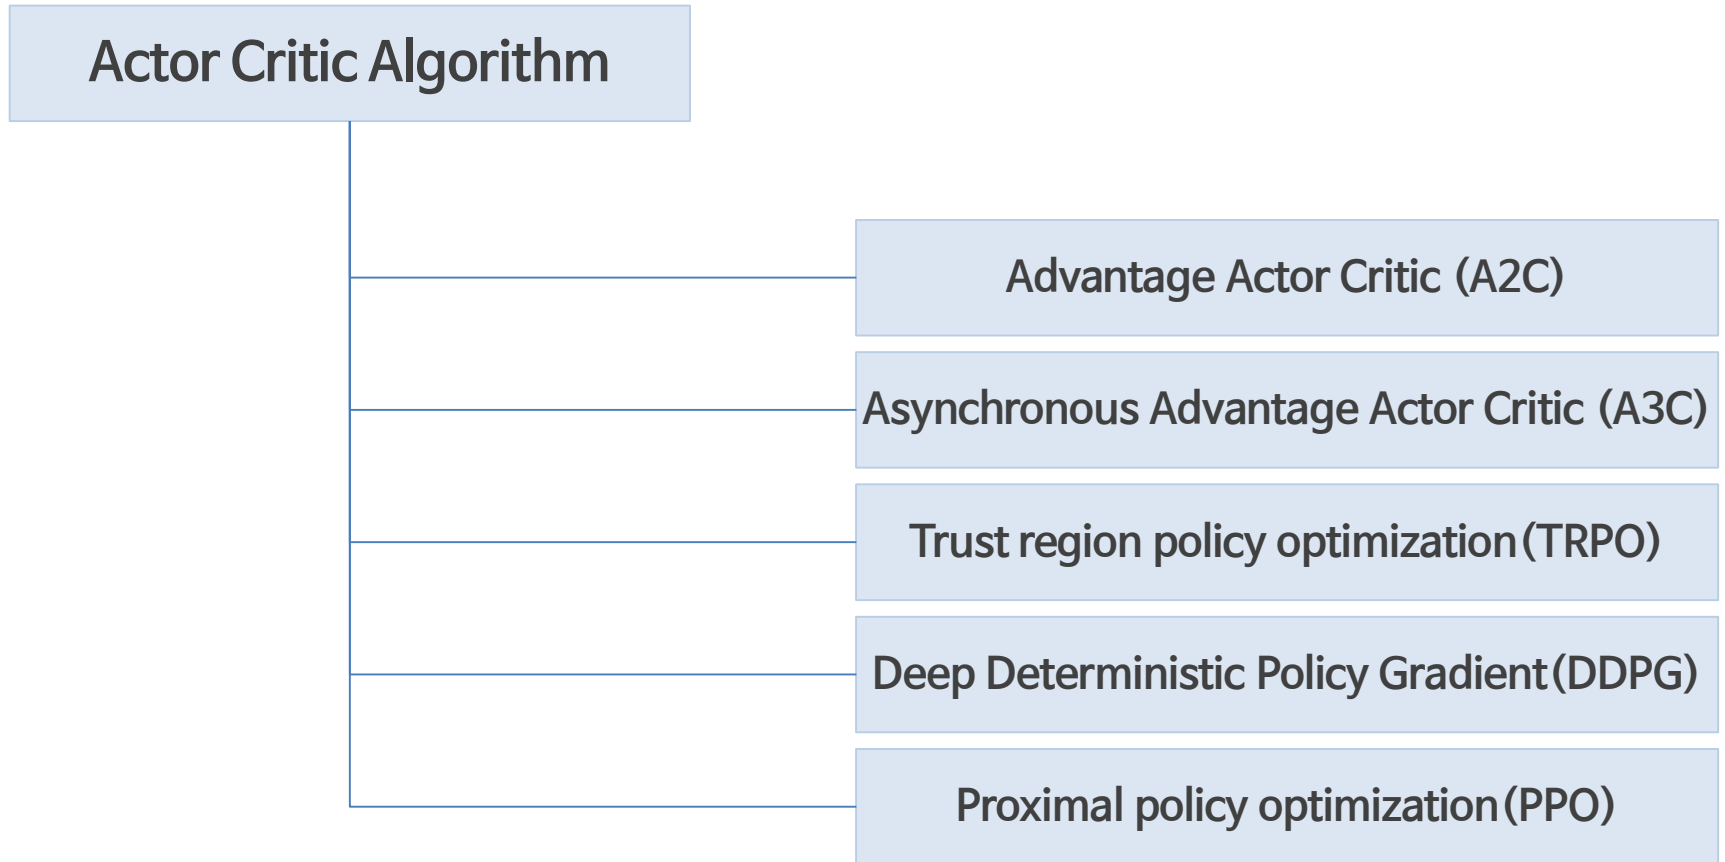 Actor Critic Algorithm
Advantage Actor Critic (A2C)
Asynchronous Advantage Actor Critic (A3C)
Trust region policy optimization(TRPO)
Deep Deterministic Policy Gradient(DDPG)
Proximal policy optimization(PPO)